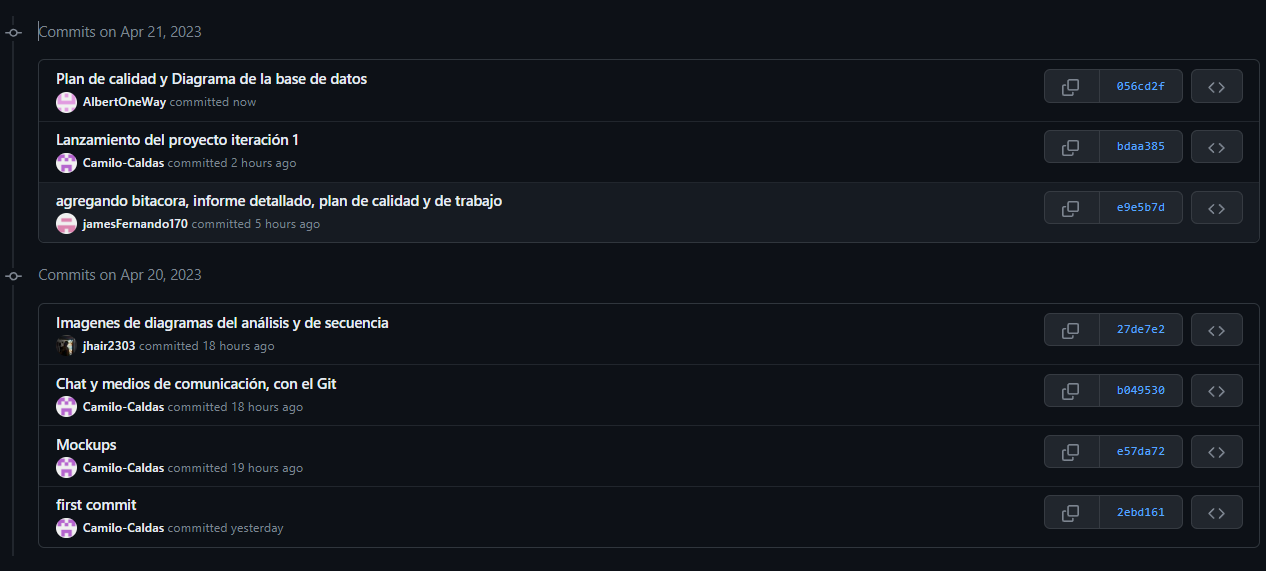 Commits on Apr 21, 2023
Plan de calidad y Diagrama de la base de datos
AlbertOneWay committed now
056cd2f
Lanzamiento del proyecto iteración 1
Camilo-Caldas committed 2 hours ago
bdaa385
agregando bitacora, informe detallado, plan de calidad y de trabajo
jamesFernando170 committed 5 hours ago
e9e5b7d
Commits on Apr 20, 2023
Imagenes de diagramas del análisis y de secuencia
jhair2303 committed 18 hours ago
27de7e2
Chat y medios de comunicación, con el Git
Camilo-Caldas committed 18 hours ago
b049530
Mockups
Camilo-Caldas committed 19 hours ago
e57da72
first commit
Camilo-Caldas committed yesterday
2ebd161